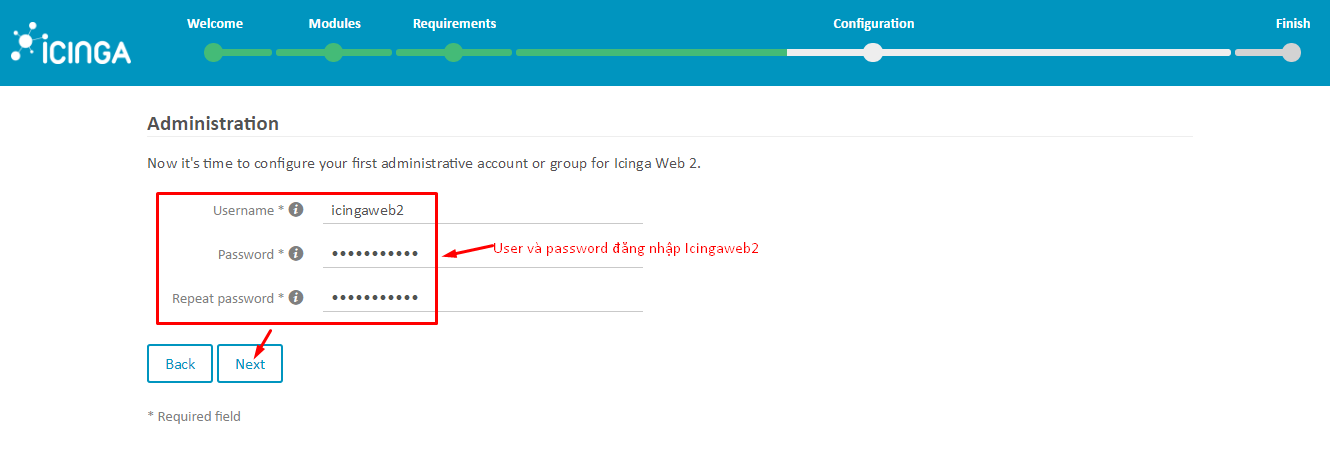 Welcome Modules Requirements Configuration Finish
ICINGA
Administration
Now it's time to configure your first administrative account or group for Icinga Web 2.
Username * i icingaweb2
Password * i •••••••••••
User và password đăng nhập Icingaweb2
Repeat password * i •••••••••••
Back Next
* Required field